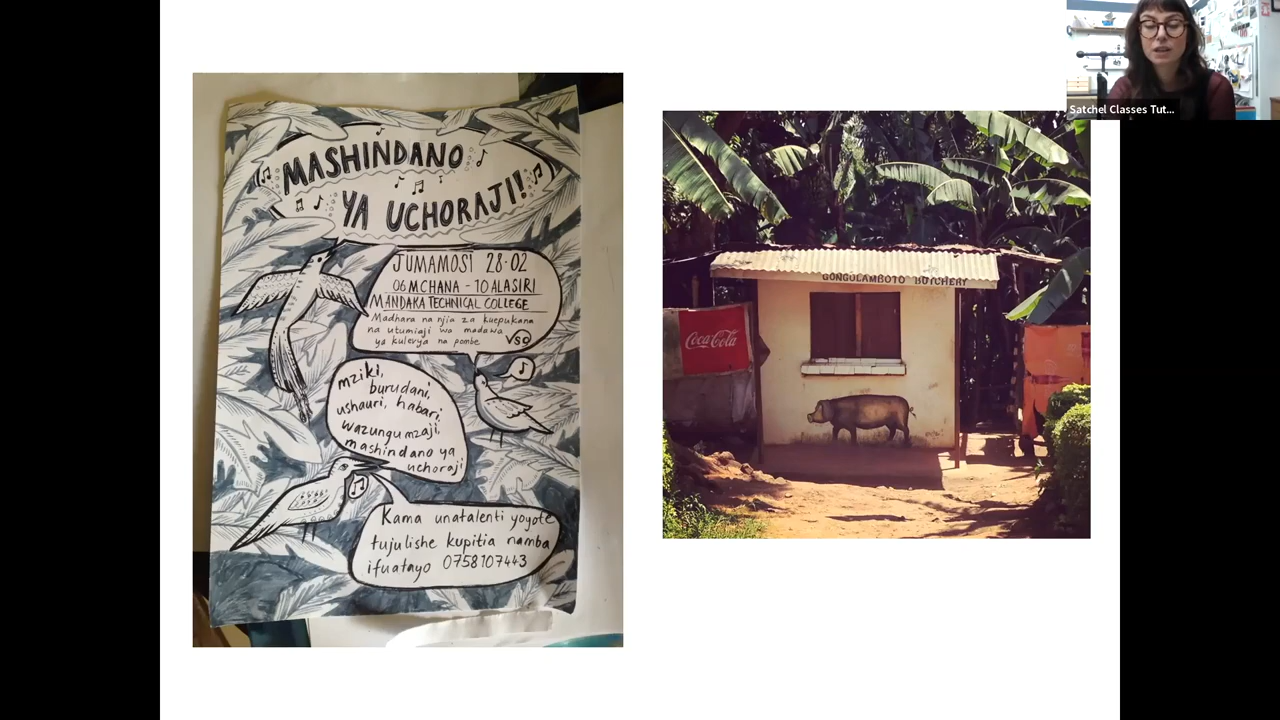 MASHINDANO
YA UCHORAJI!
JUMAMOSI 28-02
06 MCHANA - 10 ALASIRI
MANDAKA TECHNICAL COLLEGE
Madhara na njia za kuepukana
na utumiaji wa madawa
ya kulevya na pombe VSO
mziki,
burudani,
ushauri, habari,
wazungumzaji,
mashindano ya
uchoraji
Kama unatalenti yoyote
tujulishe kupitia namba
ifuatayo 0758107443
GONGOLAMBOTO BUTCHERY
Coca-Cola
Satchel Classes Tut...